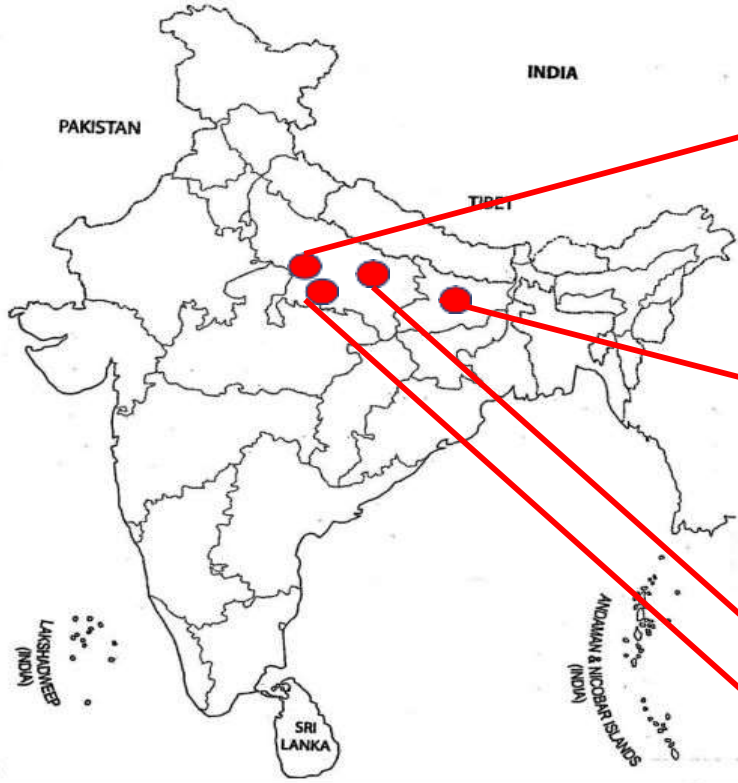 INDIA
PAKISTAN
TIBET
LAKSHADWEEP
(INDIA)
ANDAMAN & NICOBAR ISLANDS
(INDIA)
SRI
LANKA